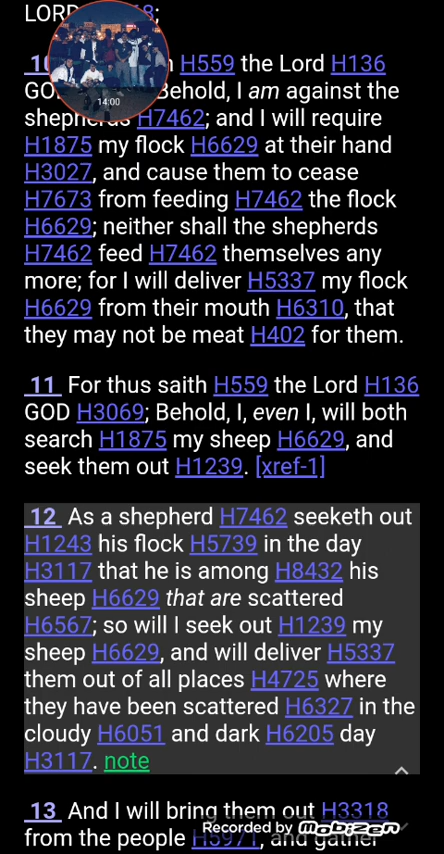 LORD 8;
10 H559 the Lord H136
GO Behold, I am against the
shepherds H7462; and I will require
H1875 my flock H6629 at their hand
H3027, and cause them to cease
H7673 from feeding H7462 the flock
H6629; neither shall the shepherds
H7462 feed H7462 themselves any
more; for I will deliver H5337 my flock
H6629 from their mouth H6310, that
they may not be meat H402 for them.
11 For thus saith H559 the Lord H136
GOD H3069; Behold, I, even I, will both
search H1875 my sheep H6629, and
seek them out H1239. [xref-1]
12 As a shepherd H7462 seeketh out
H1243 his flock H5739 in the day
H3117 that he is among H8432 his
sheep H6629 that are scattered
H6567; so will I seek out H1239 my
sheep H6629, and will deliver H5337
them out of all places H4725 where
they have been scattered H6327 in the
cloudy H6051 and dark H6205 day
H3117. note
13 And I will bring them out H3318
from the people H5971, and gather
14:00
Recorded by Mobizen